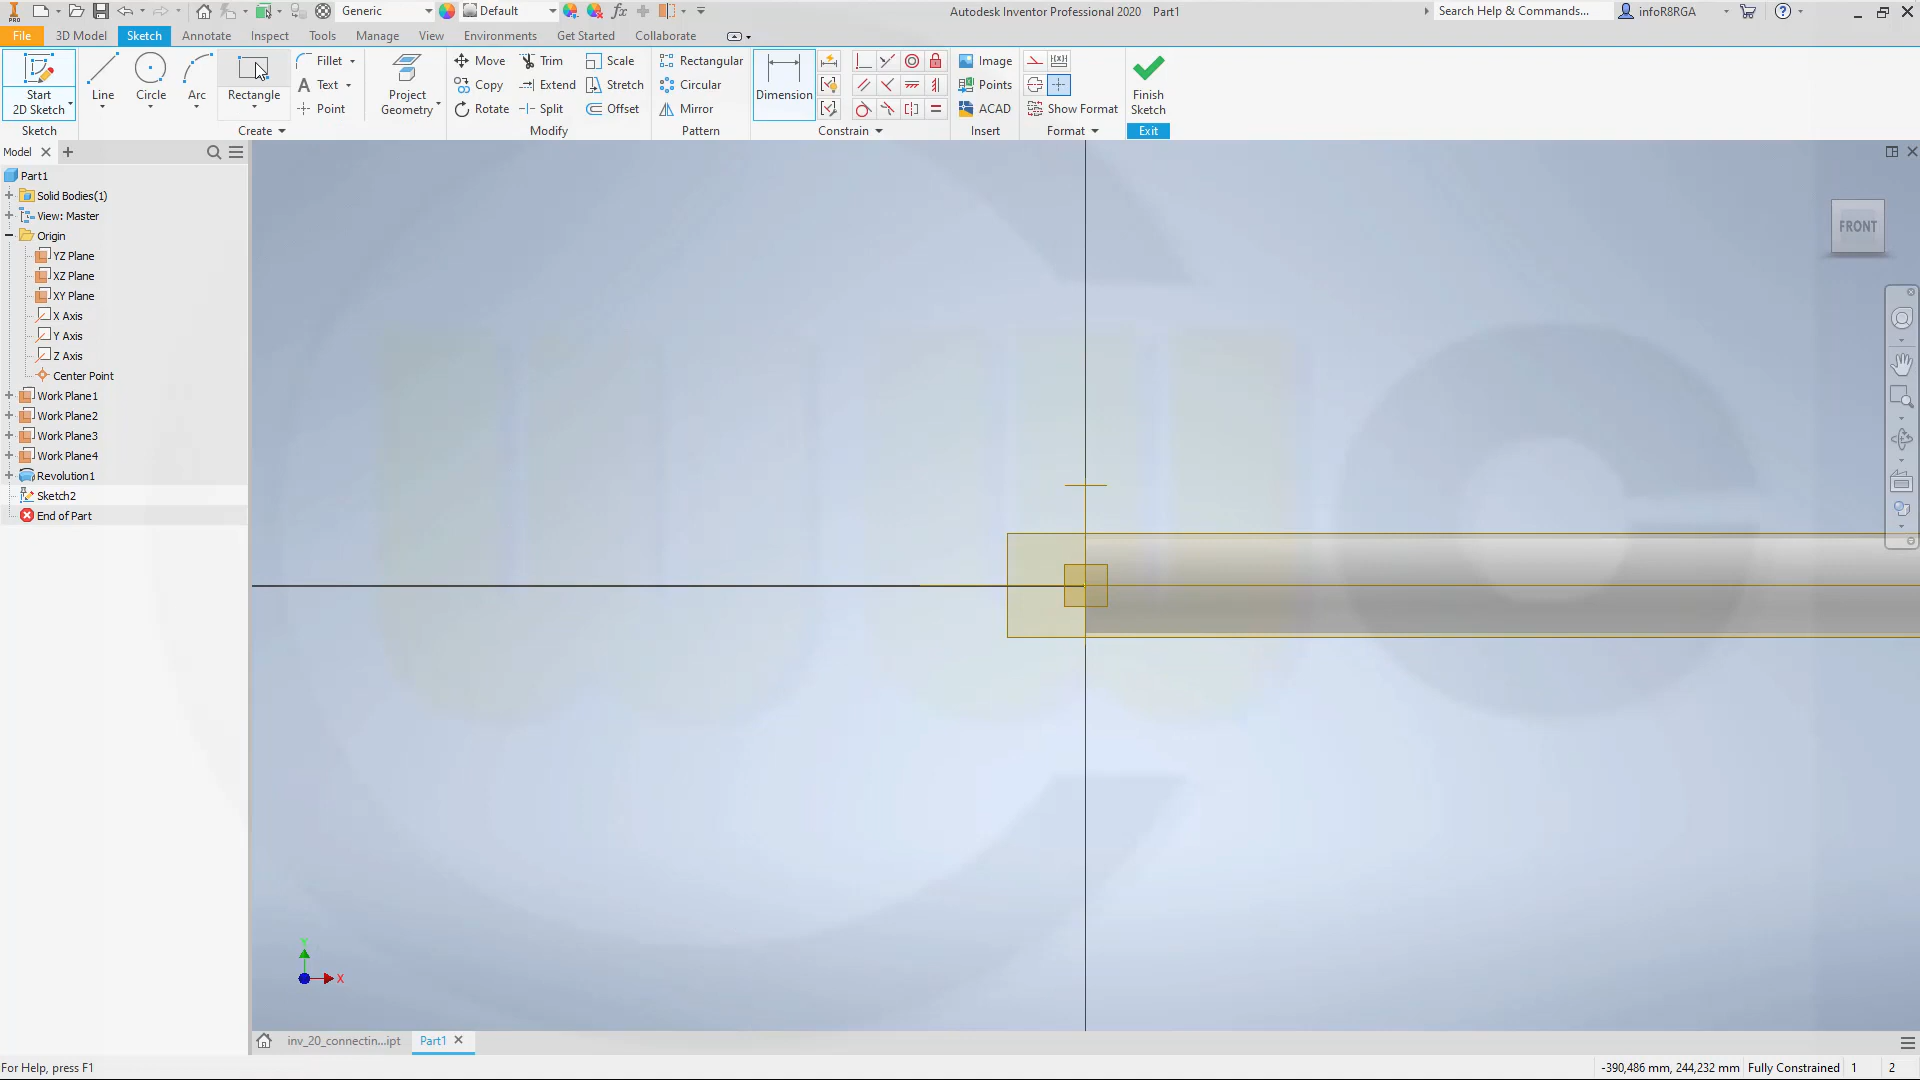 Generic
Default
Autodesk Inventor Professional 2020 Part1
Search Help & Commands...
infoR8RGA
File 3D Model Sketch Annotate Inspect Tools Manage View Environments Get Started Collaborate
Start
2D Sketch
Line
Circle
Arc
Rectangle
Fillet
Text
Point
Project
Geometry
Move
Copy
Rotate
Trim
Extend
Split
Scale
Stretch
Offset
Rectangular
Circular
Mirror
Dimension
Image
Points
ACAD
Show Format
Finish
Sketch
Sketch
Create
Modify
Pattern
Constrain
Insert
Format
Exit
Model
Part1
Solid Bodies(1)
View: Master
Origin
YZ Plane
XZ Plane
XY Plane
X Axis
Y Axis
Z Axis
Center Point
Work Plane1
Work Plane2
Work Plane3
Work Plane4
Revolution1
Sketch2
End of Part
FRONT
Y
X
inv_20_connectin...ipt
Part1
For Help, press F1
-390,486 mm, 244,232 mm Fully Constrained 1 2